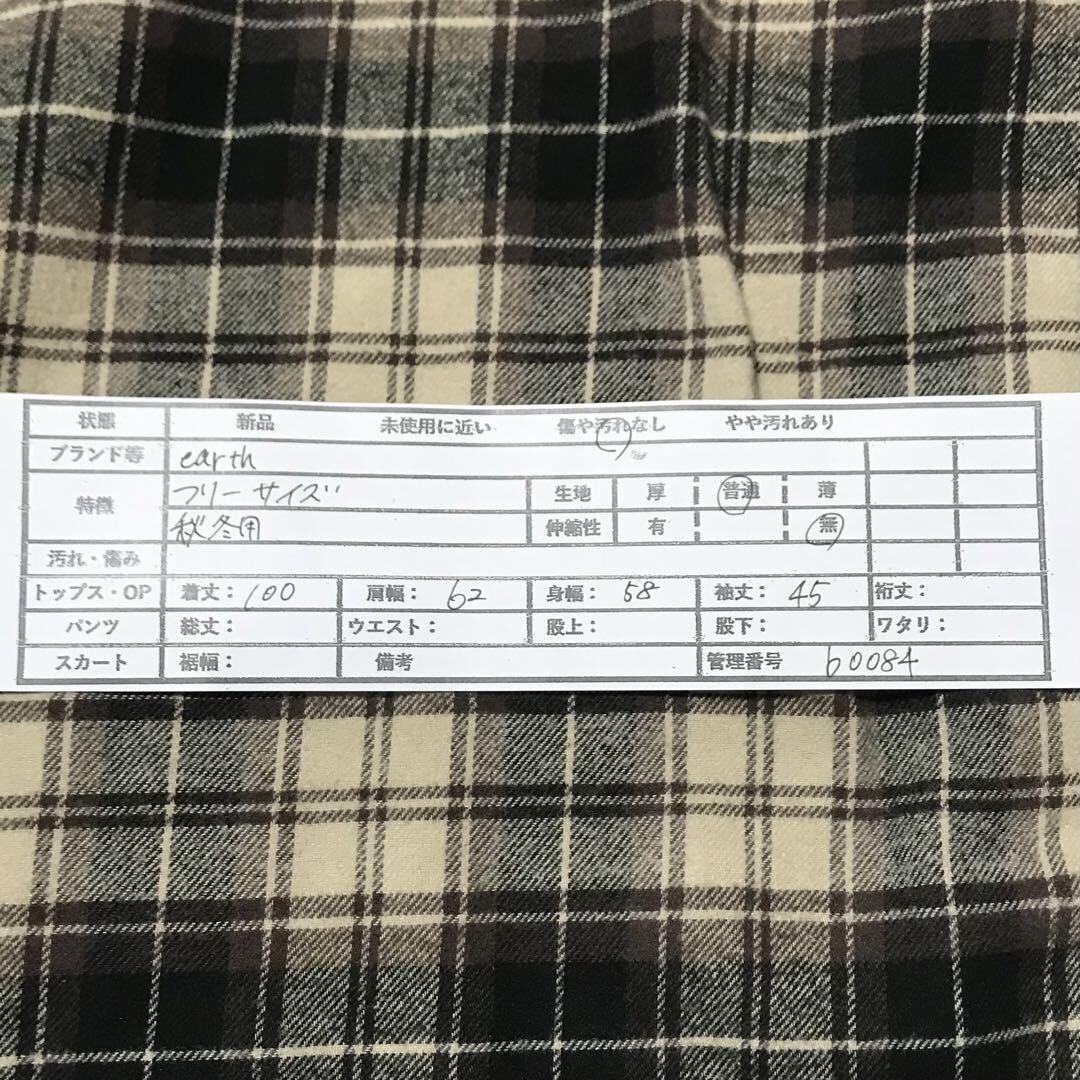 状態 新品 未使用に近い 傷や汚れなし やや汚れあり
ブランド等 earth
特徴 フリーサイズ 生地 厚 普通 薄
秋冬用 伸縮性 有 無
汚れ・傷み
トップス・OP 着丈：100 肩幅：62 身幅：58 袖丈：45 裄丈：
パンツ 総丈： ウエスト： 股上： 股下： ワタリ：
スカート 裾幅： 備考 管理番号 b0084